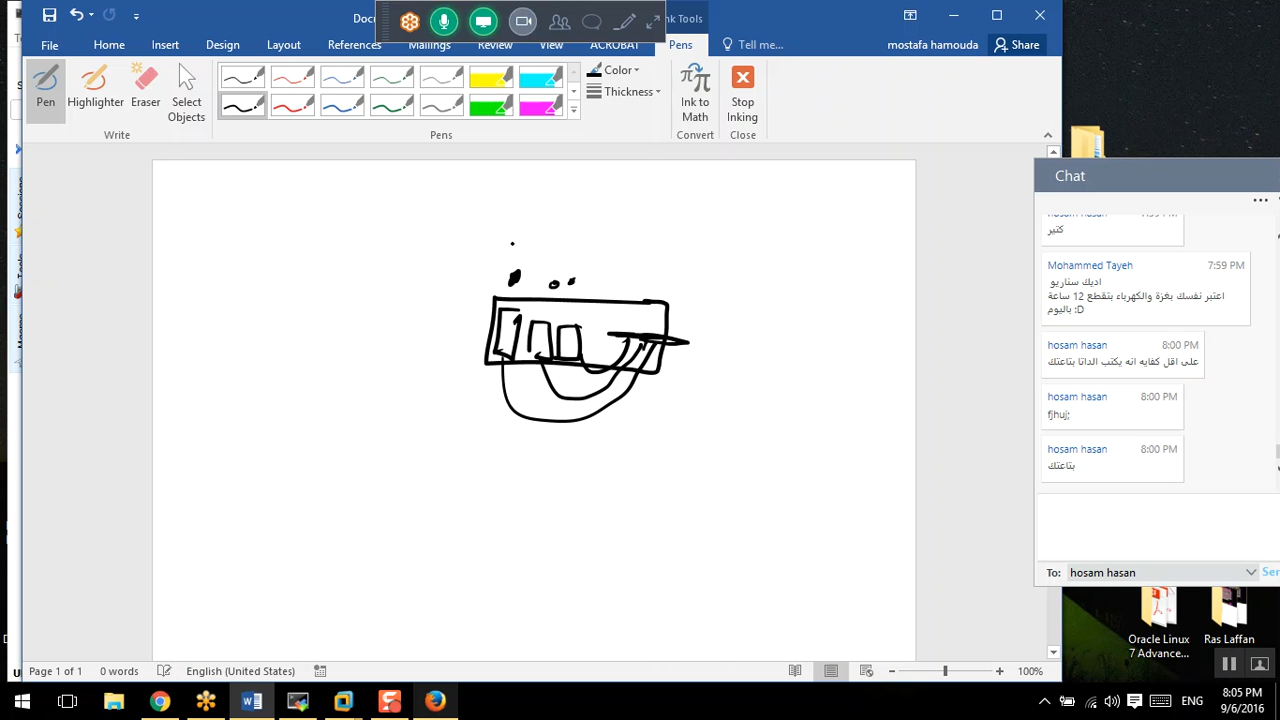 Doc
nk Tools
File
Home
Insert
Design
Layout
References
Mailings
Review
View
ACROBAT
Pens
Tell me...
mostafa hamouda
Share
Pen
Highlighter
Eraser
Select
Objects
Write
Pens
Color
Thickness
Ink to
Math
Convert
Stop
Inking
Close
Chat
hosam hasan 7:59 PM
كتير
Mohammed Tayeh 7:59 PM
اديك سناريو
اعتبر نفسك بغزة والكهرباء بتقطع 12 ساعة
باليوم :D
hosam hasan 8:00 PM
على اقل كفايه انه يكتب الداتا بتاعتك
hosam hasan 8:00 PM
fjhuj;
hosam hasan 8:00 PM
بتاعتك
To: hosam hasan
Ser
Oracle Linux
7 Advance...
Ras Laffan
Page 1 of 1
0 words
English (United States)
100%
ENG
8:05 PM
9/6/2016